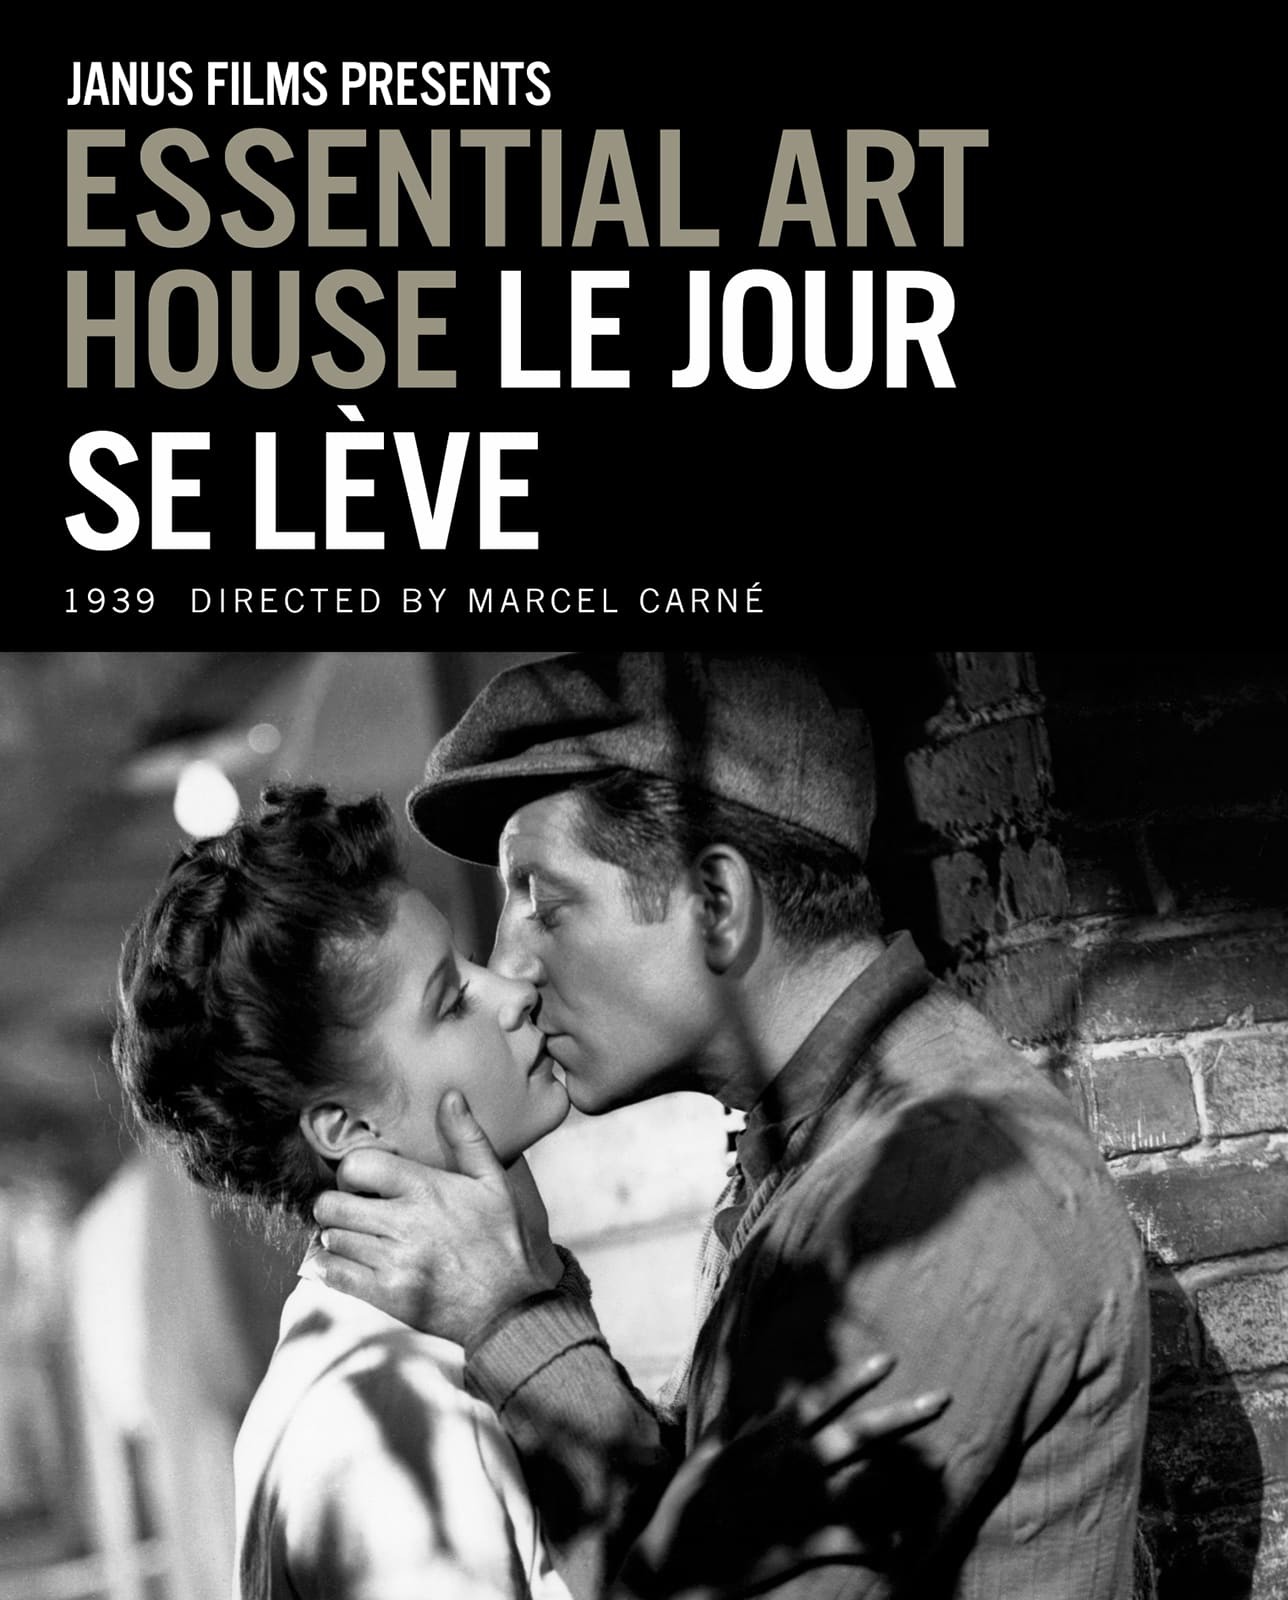 JANUS FILMS PRESENTS
ESSENTIAL ART
HOUSE LE JOUR
SE LÈVE
1939 DIRECTED BY MARCEL CARNÉ